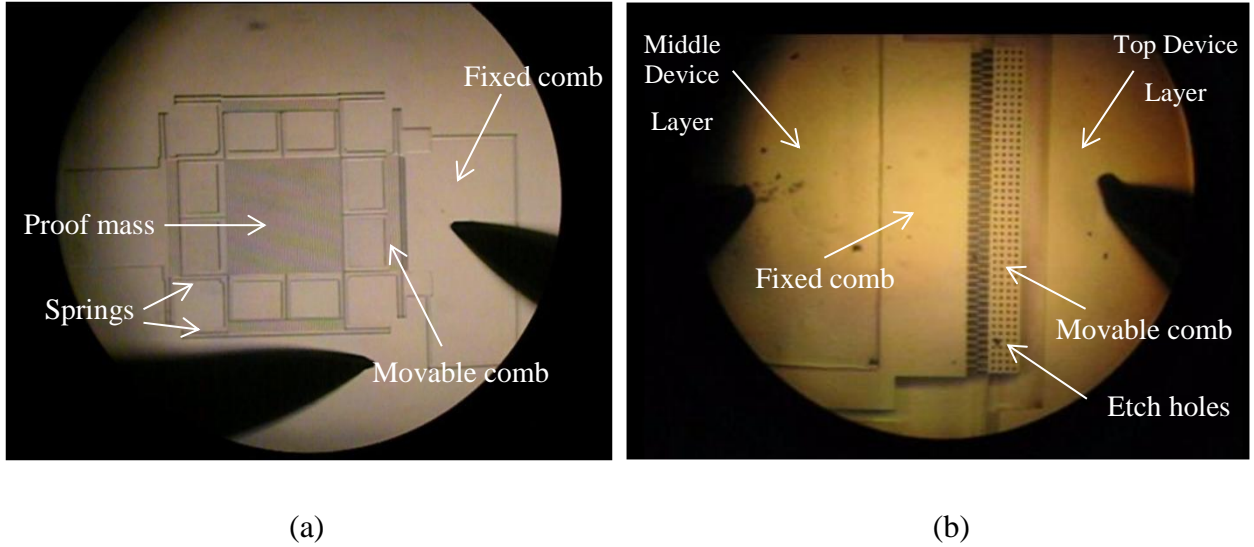 Fixed comb
Proof mass
Springs
Movable comb
(a)
Middle
Device
Layer
Top Device
Layer
Fixed comb
Movable comb
Etch holes
(b)